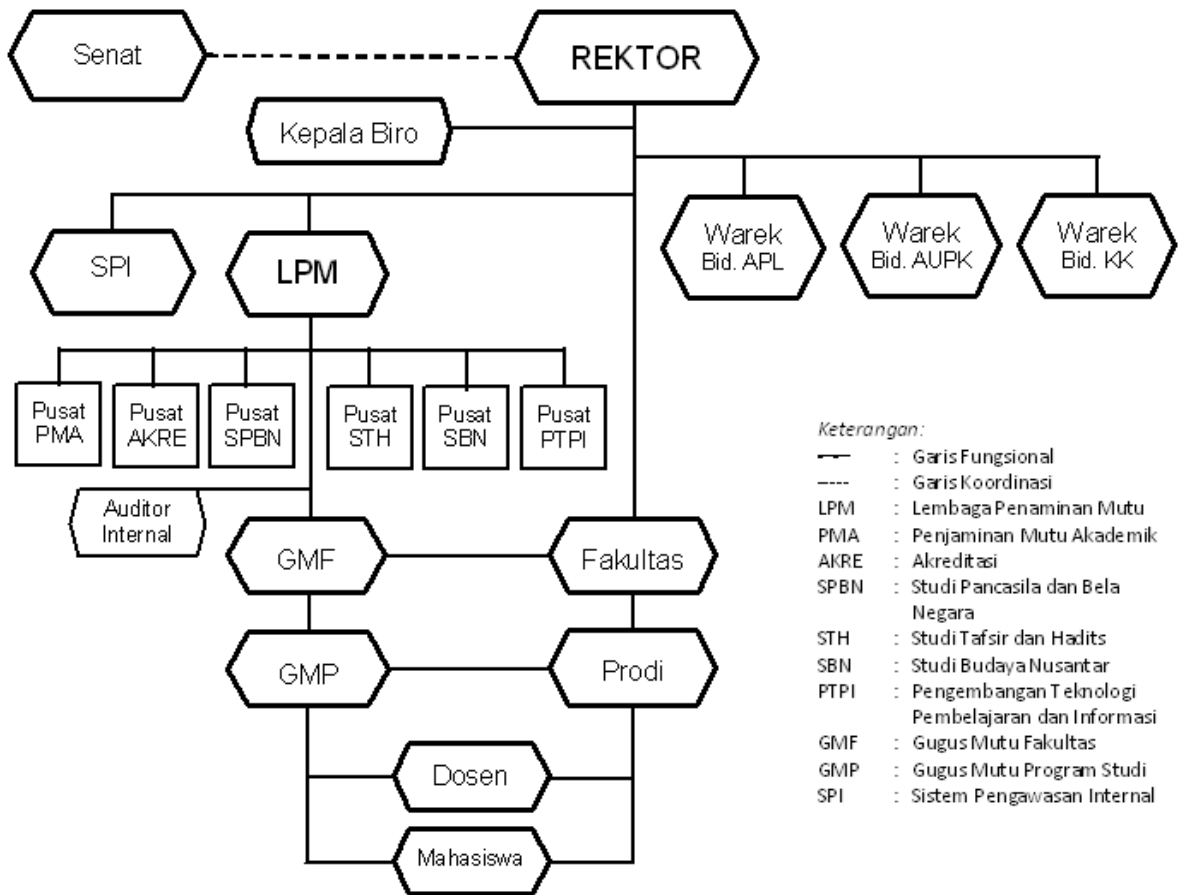 Senat
REKTOR
Kepala Biro
SPI
LPM
Warek
Bid. APL
Warek
Bid. AUPK
Warek
Bid. KK
Pusat
PMA
Pusat
AKRE
Pusat
SPBN
Pusat
STH
Pusat
SBN
Pusat
PTPI
Auditor
Internal
GMF
Fakultas
GMP
Prodi
Dosen
Mahasiswa
Keterangan:
: Garis Fungsional
----- : Garis Koordinasi
LPM : Lembaga Penaminan Mutu
PMA : Penjaminan Mutu Akademik
AKRE : Akreditasi
SPBN : Studi Pancasila dan Bela
Negara
STH : Studi Tafsir dan Hadits
SBN : Studi Budaya Nusantar
PTPI : Pengembangan Teknologi
Pembelajaran dan Informasi
GMF : Gugus Mutu Fakultas
GMP : Gugus Mutu Program Studi
SPI : Sistem Pengawasan Internal